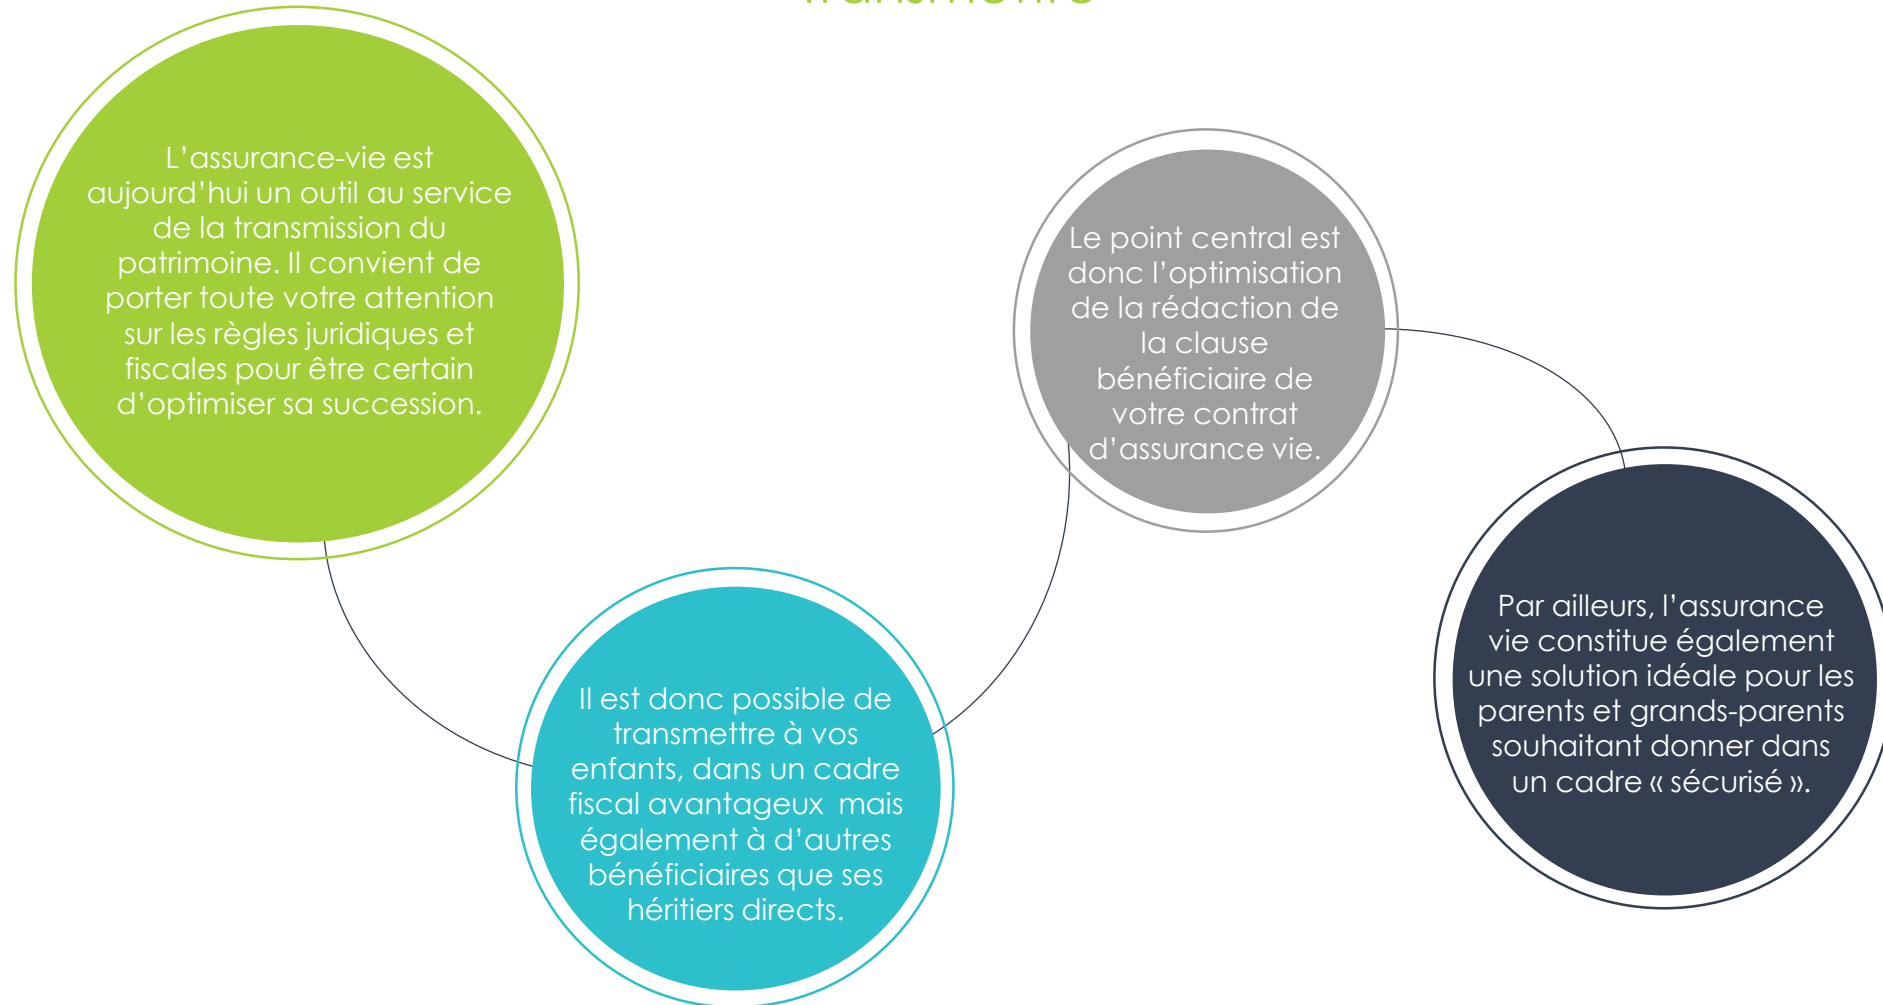 Transmettre
L’assurance-vie est
aujourd’hui un outil au service
de la transmission du
patrimoine. Il convient de
porter toute votre attention
sur les règles juridiques et
fiscales pour être certain
d’optimiser sa succession.
Il est donc possible de
transmettre à vos
enfants, dans un cadre
fiscal avantageux  mais
également à d’autres
bénéficiaires que ses
héritiers directs.
Le point central est
donc l’optimisation
de la rédaction de
la clause
bénéficiaire de
votre contrat
d’assurance vie.
Par ailleurs, l’assurance
vie constitue également
une solution idéale pour les
parents et grands-parents
souhaitant donner dans
un cadre « sécurisé ».